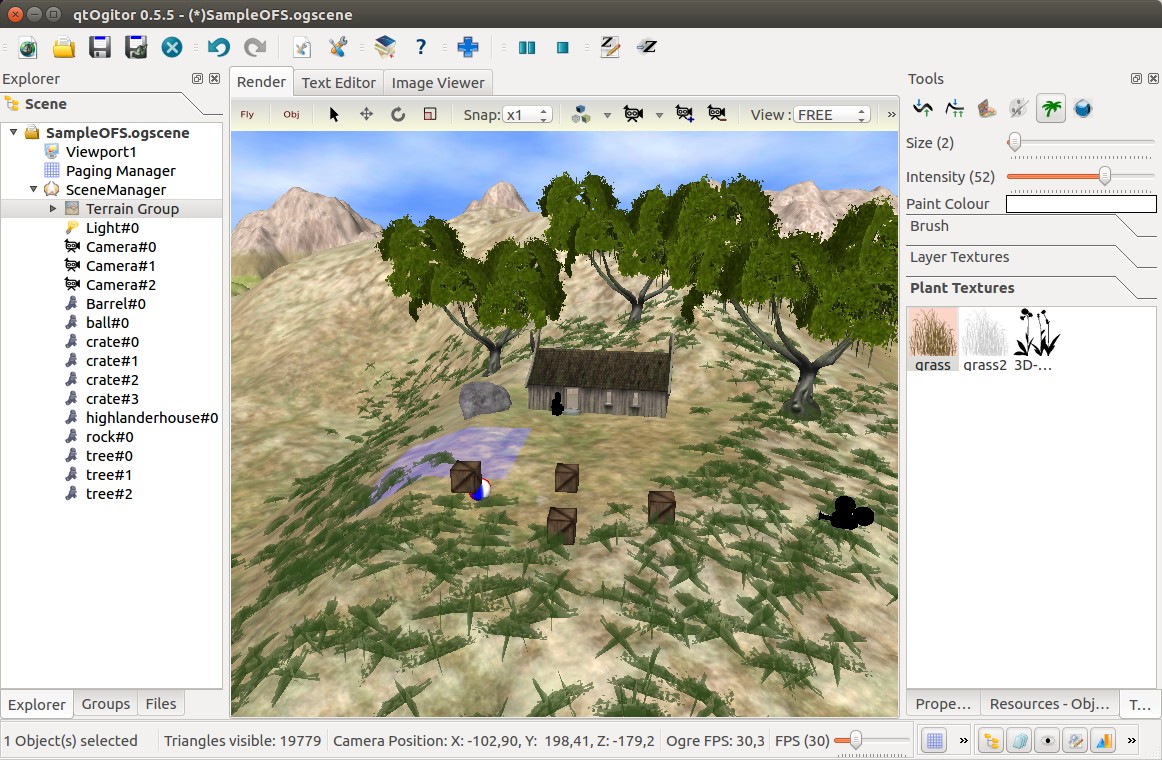 qtOgitor 0.5.5 - (*)SampleOFS.ogscene
Explorer
Scene
SampleOFS.ogscene
Viewport1
Paging Manager
SceneManager
Terrain Group
Light#0
Camera#0
Camera#1
Camera#2
Barrel#0
ball#0
crate#0
crate#1
crate#2
crate#3
highlanderhouse#0
rock#0
tree#0
tree#1
tree#2
Explorer Groups Files
Render Text Editor Image Viewer
Fly Obj Snap: x1 View : FREE »
Tools
Size (2)
Intensity (52)
Paint Colour
Brush
Layer Textures
Plant Textures
grass grass2 3D-...
Prope... Resources - Obj... T...
1 Object(s) selected Triangles visible: 19779 Camera Position: X: -102,90, Y: 198,41, Z: -179,2 Ogre FPS: 30,3 FPS (30) » »